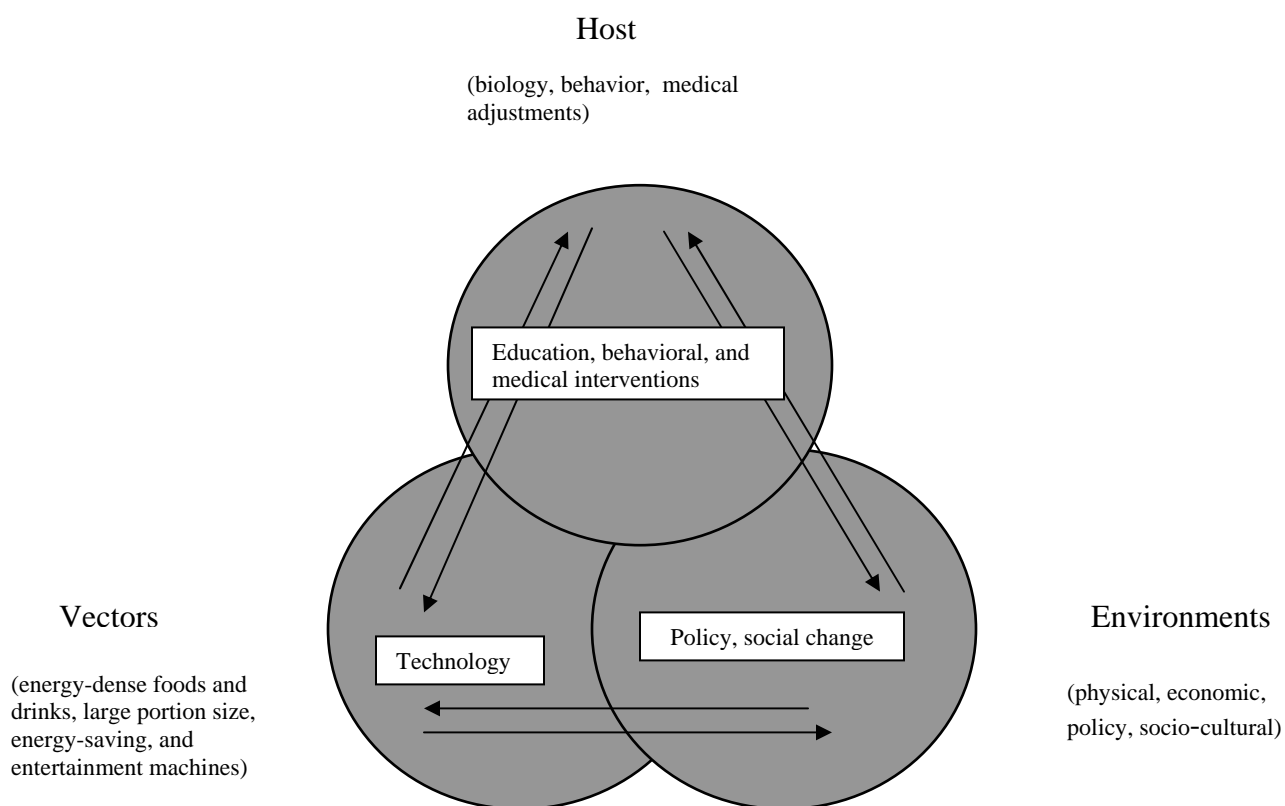 Host
(biology, behavior, medical
adjustments)
Education, behavioral, and
medical interventions
Vectors
(energy-dense foods and
drinks, large portion size,
energy-saving, and
entertainment machines)
Technology
Policy, social change
Environments
(physical, economic,
policy, socio-cultural)